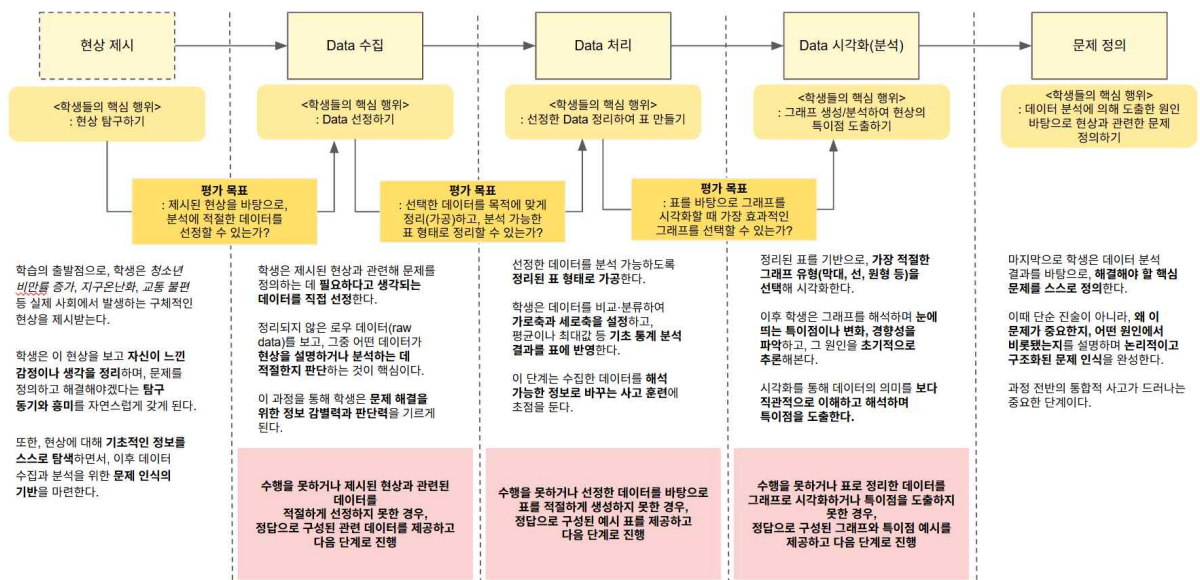 현상 제시
Data 수집
Data 처리
Data 시각화(분석)
문제 정의
<학생들의 핵심 행위>
: 현상 탐구하기
<학생들의 핵심 행위>
: Data 선정하기
<학생들의 핵심 행위>
: 선정한 Data 정리하여 표 만들기
<학생들의 핵심 행위>
: 그래프 생성/분석하여 현상의
특이점 도출하기
<학생들의 핵심 행위>
: 데이터 분석에 의해 도출한 원인
바탕으로 현상과 관련한 문제
정의하기
평가 목표
: 제시된 현상을 바탕으로,
분석에 적절한 데이터를
선정할 수 있는가?
평가 목표
: 선택한 데이터를 목적에 맞게
정리(가공)하고, 분석 가능한
표 형태로 정리할 수 있는가?
평가 목표
: 표를 바탕으로 그래프를
시각화할 때 가장 효과적인
그래프를 선택할 수 있는가?
학습의 출발점으로, 학생은 청소년
비만률 증가, 지구온난화, 교통 불편
등 실제 사회에서 발생하는 구체적인
현상을 제시받는다.
학생은 이 현상을 보고 자신이 느낀
감정이나 생각을 정리하며, 문제를
정의하고 해결해야겠다는 탐구
동기와 흥미를 자연스럽게 갖게 된다.
또한, 현상에 대해 기초적인 정보를
스스로 탐색하면서, 이후 데이터
수집과 분석을 위한 문제 인식의
기반을 마련한다.
학생은 제시된 현상과 관련해 문제를
정의하는 데 필요하다고 생각되는
데이터를 직접 선정한다.
정리되지 않은 로우 데이터(raw
data)를 보고, 그중 어떤 데이터가
현상을 설명하거나 분석하는 데
적절한지 판단하는 것이 핵심이다.
이 과정을 통해 학생은 문제 해결을
위한 정보 감별력과 판단력을 기르게
된다.
수행을 못하거나 제시된 현상과 관련된
데이터를
적절하게 선정하지 못한 경우,
정답으로 구성된 관련 데이터를 제공하고
다음 단계로 진행
선정한 데이터를 분석 가능하도록
정리된 표 형태로 가공한다.
학생은 데이터를 비교·분류하여
가로축과 세로축을 설정하고,
평균이나 최대값 등 기초 통계 분석
결과를 표에 반영한다.
이 단계는 수집한 데이터를 해석
가능한 정보로 바꾸는 사고 훈련에
초점을 둔다.
수행을 못하거나 선정한 데이터를 바탕으로
표를 적절하게 생성하지 못한 경우,
정답으로 구성된 예시 표를 제공하고
다음 단계로 진행
정리된 표를 기반으로, 가장 적절한
그래프 유형(막대, 선, 원형 등)을
선택해 시각화한다.
이후 학생은 그래프를 해석하며 눈에
띄는 특이점이나 변화, 경향성을
파악하고, 그 원인을 초기적으로
추론해본다.
시각화를 통해 데이터의 의미를 보다
직관적으로 이해하고 해석하며
특이점을 도출한다.
수행을 못하거나 표로 정리한 데이터를
그래프로 시각화하거나 특이점을 도출하지
못한 경우,
정답으로 구성된 그래프와 특이점 예시를
제공하고 다음 단계로 진행
마지막으로 학생은 데이터 분석
결과를 바탕으로, 해결해야 할 핵심
문제를 스스로 정의한다.
이때 단순 진술이 아니라, 왜 이
문제가 중요한지, 어떤 원인에서
비롯됐는지를 설명하며 논리적이고
구조화된 문제 인식을 완성한다.
과정 전반의 통합적 사고가 드러나는
중요한 단계이다.